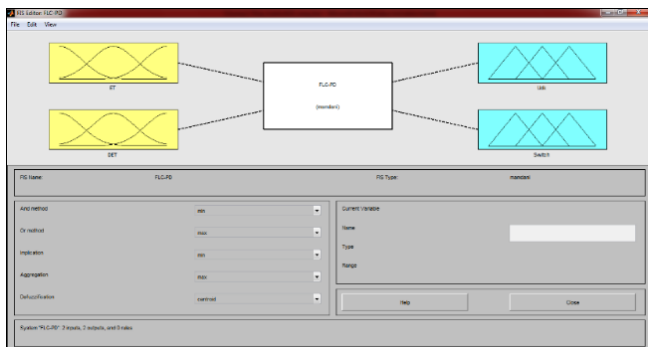 FIS Editor: FLC-PD
File Edit View
ET
DET
FLC-PD
(mamdani)
Udc
Switch
FIS Name: FLC-PD FIS Type: mamdani
And method min
Or method max
Implication min
Aggregation max
Defuzzification centroid
Current Variable
Name
Type
Range
Help Close
System "FLC-PD": 2 inputs, 2 outputs, and 0 rules